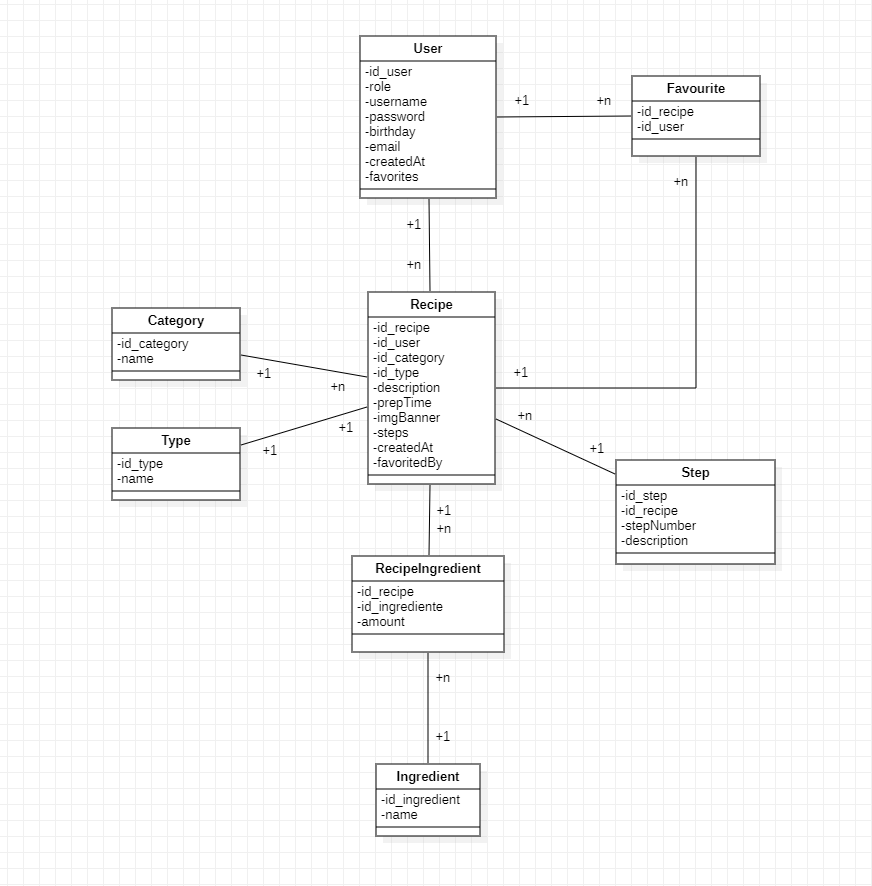 User
-id_user
-role
-username
-password
-birthday
-email
-createdAt
-favorites
+1
+n
Favourite
-id_recipe
-id_user
+n
+1
+n
Recipe
-id_recipe
-id_user
-id_category
-id_type
-description
-prepTime
-imgBanner
-steps
-createdAt
-favoritedBy
Category
-id_category
-name
+1
+n
+1
Type
-id_type
-name
+1
+1
+n
+1
Step
-id_step
-id_recipe
-stepNumber
-description
+1
+n
RecipeIngredient
-id_recipe
-id_ingrediente
-amount
+n
+1
Ingredient
-id_ingredient
-name